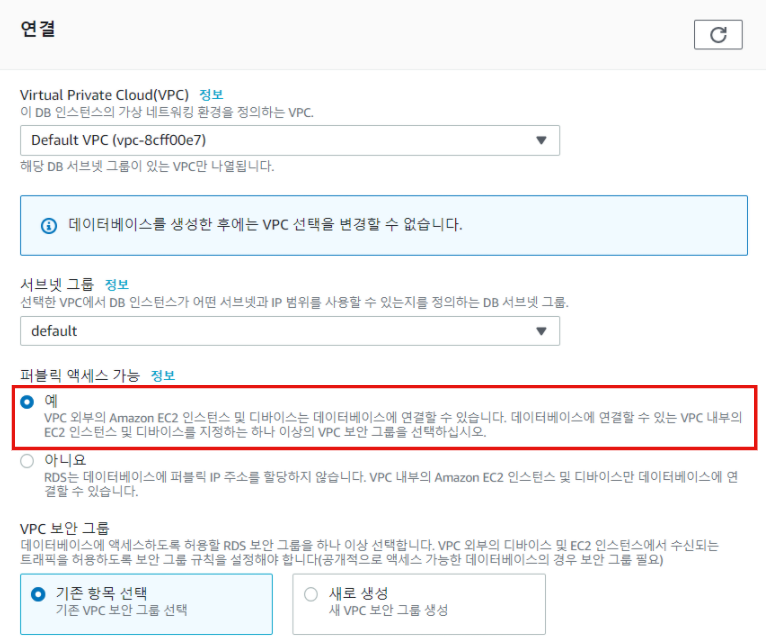 연결
Virtual Private Cloud(VPC) 정보
이 DB 인스턴스의 가상 네트워킹 환경을 정의하는 VPC.
Default VPC (vpc-8cff00e7)
해당 DB 서브넷 그룹이 있는 VPC만 나열됩니다.
데이터베이스를 생성한 후에는 VPC 선택을 변경할 수 없습니다.
서브넷 그룹 정보
선택한 VPC에서 DB 인스턴스가 어떤 서브넷과 IP 범위를 사용할 수 있는지를 정의하는 DB 서브넷 그룹.
default
퍼블릭 액세스 가능 정보
예
VPC 외부의 Amazon EC2 인스턴스 및 디바이스는 데이터베이스에 연결할 수 있습니다. 데이터베이스에 연결할 수 있는 VPC 내부의
EC2 인스턴스 및 디바이스를 지정하는 하나 이상의 VPC 보안 그룹을 선택하십시오.
아니요
RDS는 데이터베이스에 퍼블릭 IP 주소를 할당하지 않습니다. VPC 내부의 Amazon EC2 인스턴스 및 디바이스만 데이터베이스에 연
결할 수 있습니다.
VPC 보안 그룹
데이터베이스에 액세스하도록 허용할 RDS 보안 그룹을 하나 이상 선택합니다. VPC 외부의 디바이스 및 EC2 인스턴스에서 수신되는
트래픽을 허용하도록 보안 그룹 규칙을 설정해야 합니다(공개적으로 액세스 가능한 데이터베이스의 경우 보안 그룹 필요)
기존 항목 선택
기존 VPC 보안 그룹 선택
새로 생성
새 VPC 보안 그룹 생성